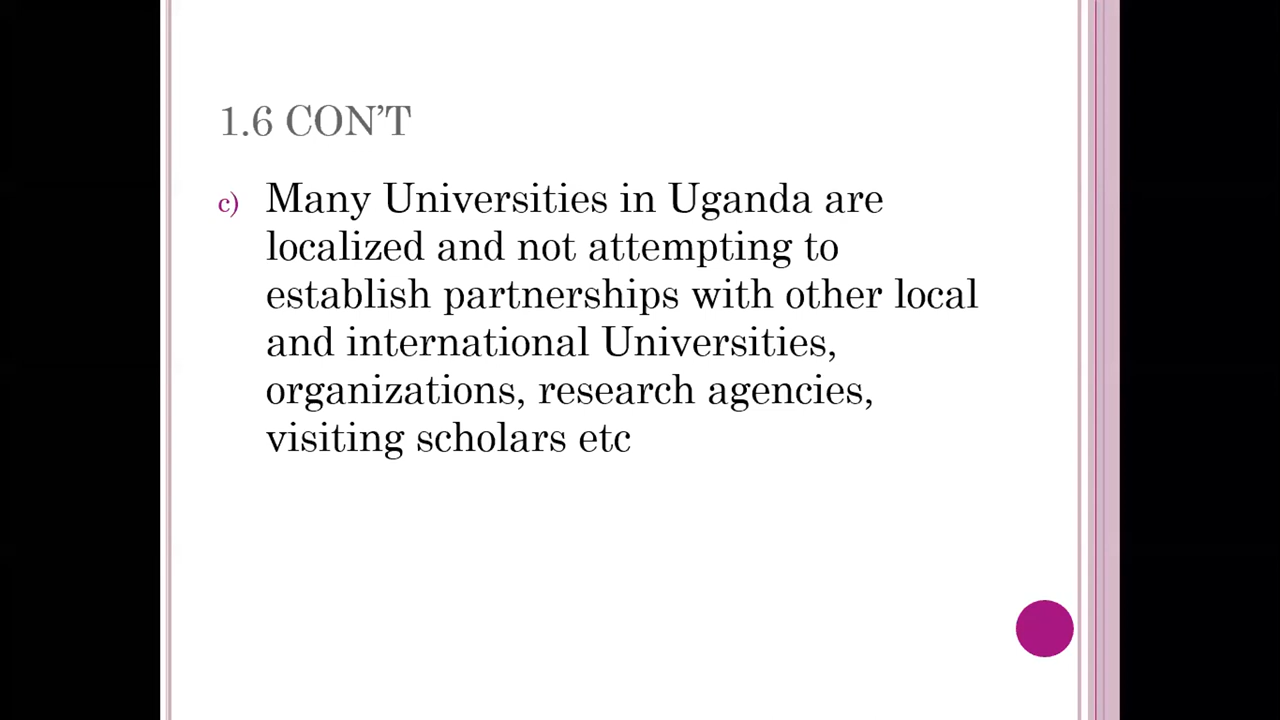 1.6 CON’T
c) Many Universities in Uganda are
localized and not attempting to
establish partnerships with other local
and international Universities,
organizations, research agencies,
visiting scholars etc